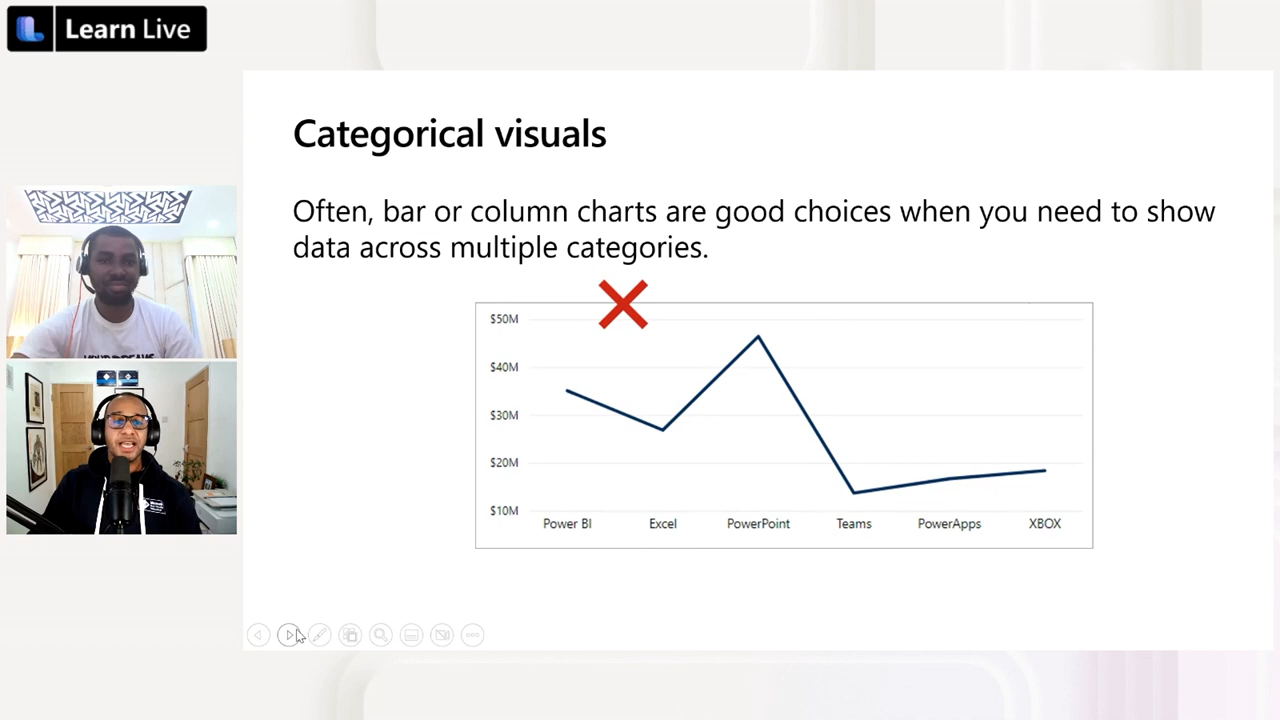 Learn Live
Categorical visuals
Often, bar or column charts are good choices when you need to show
data across multiple categories.
$50M
$40M
$30M
$20M
$10M
Power BI Excel PowerPoint Teams PowerApps XBOX